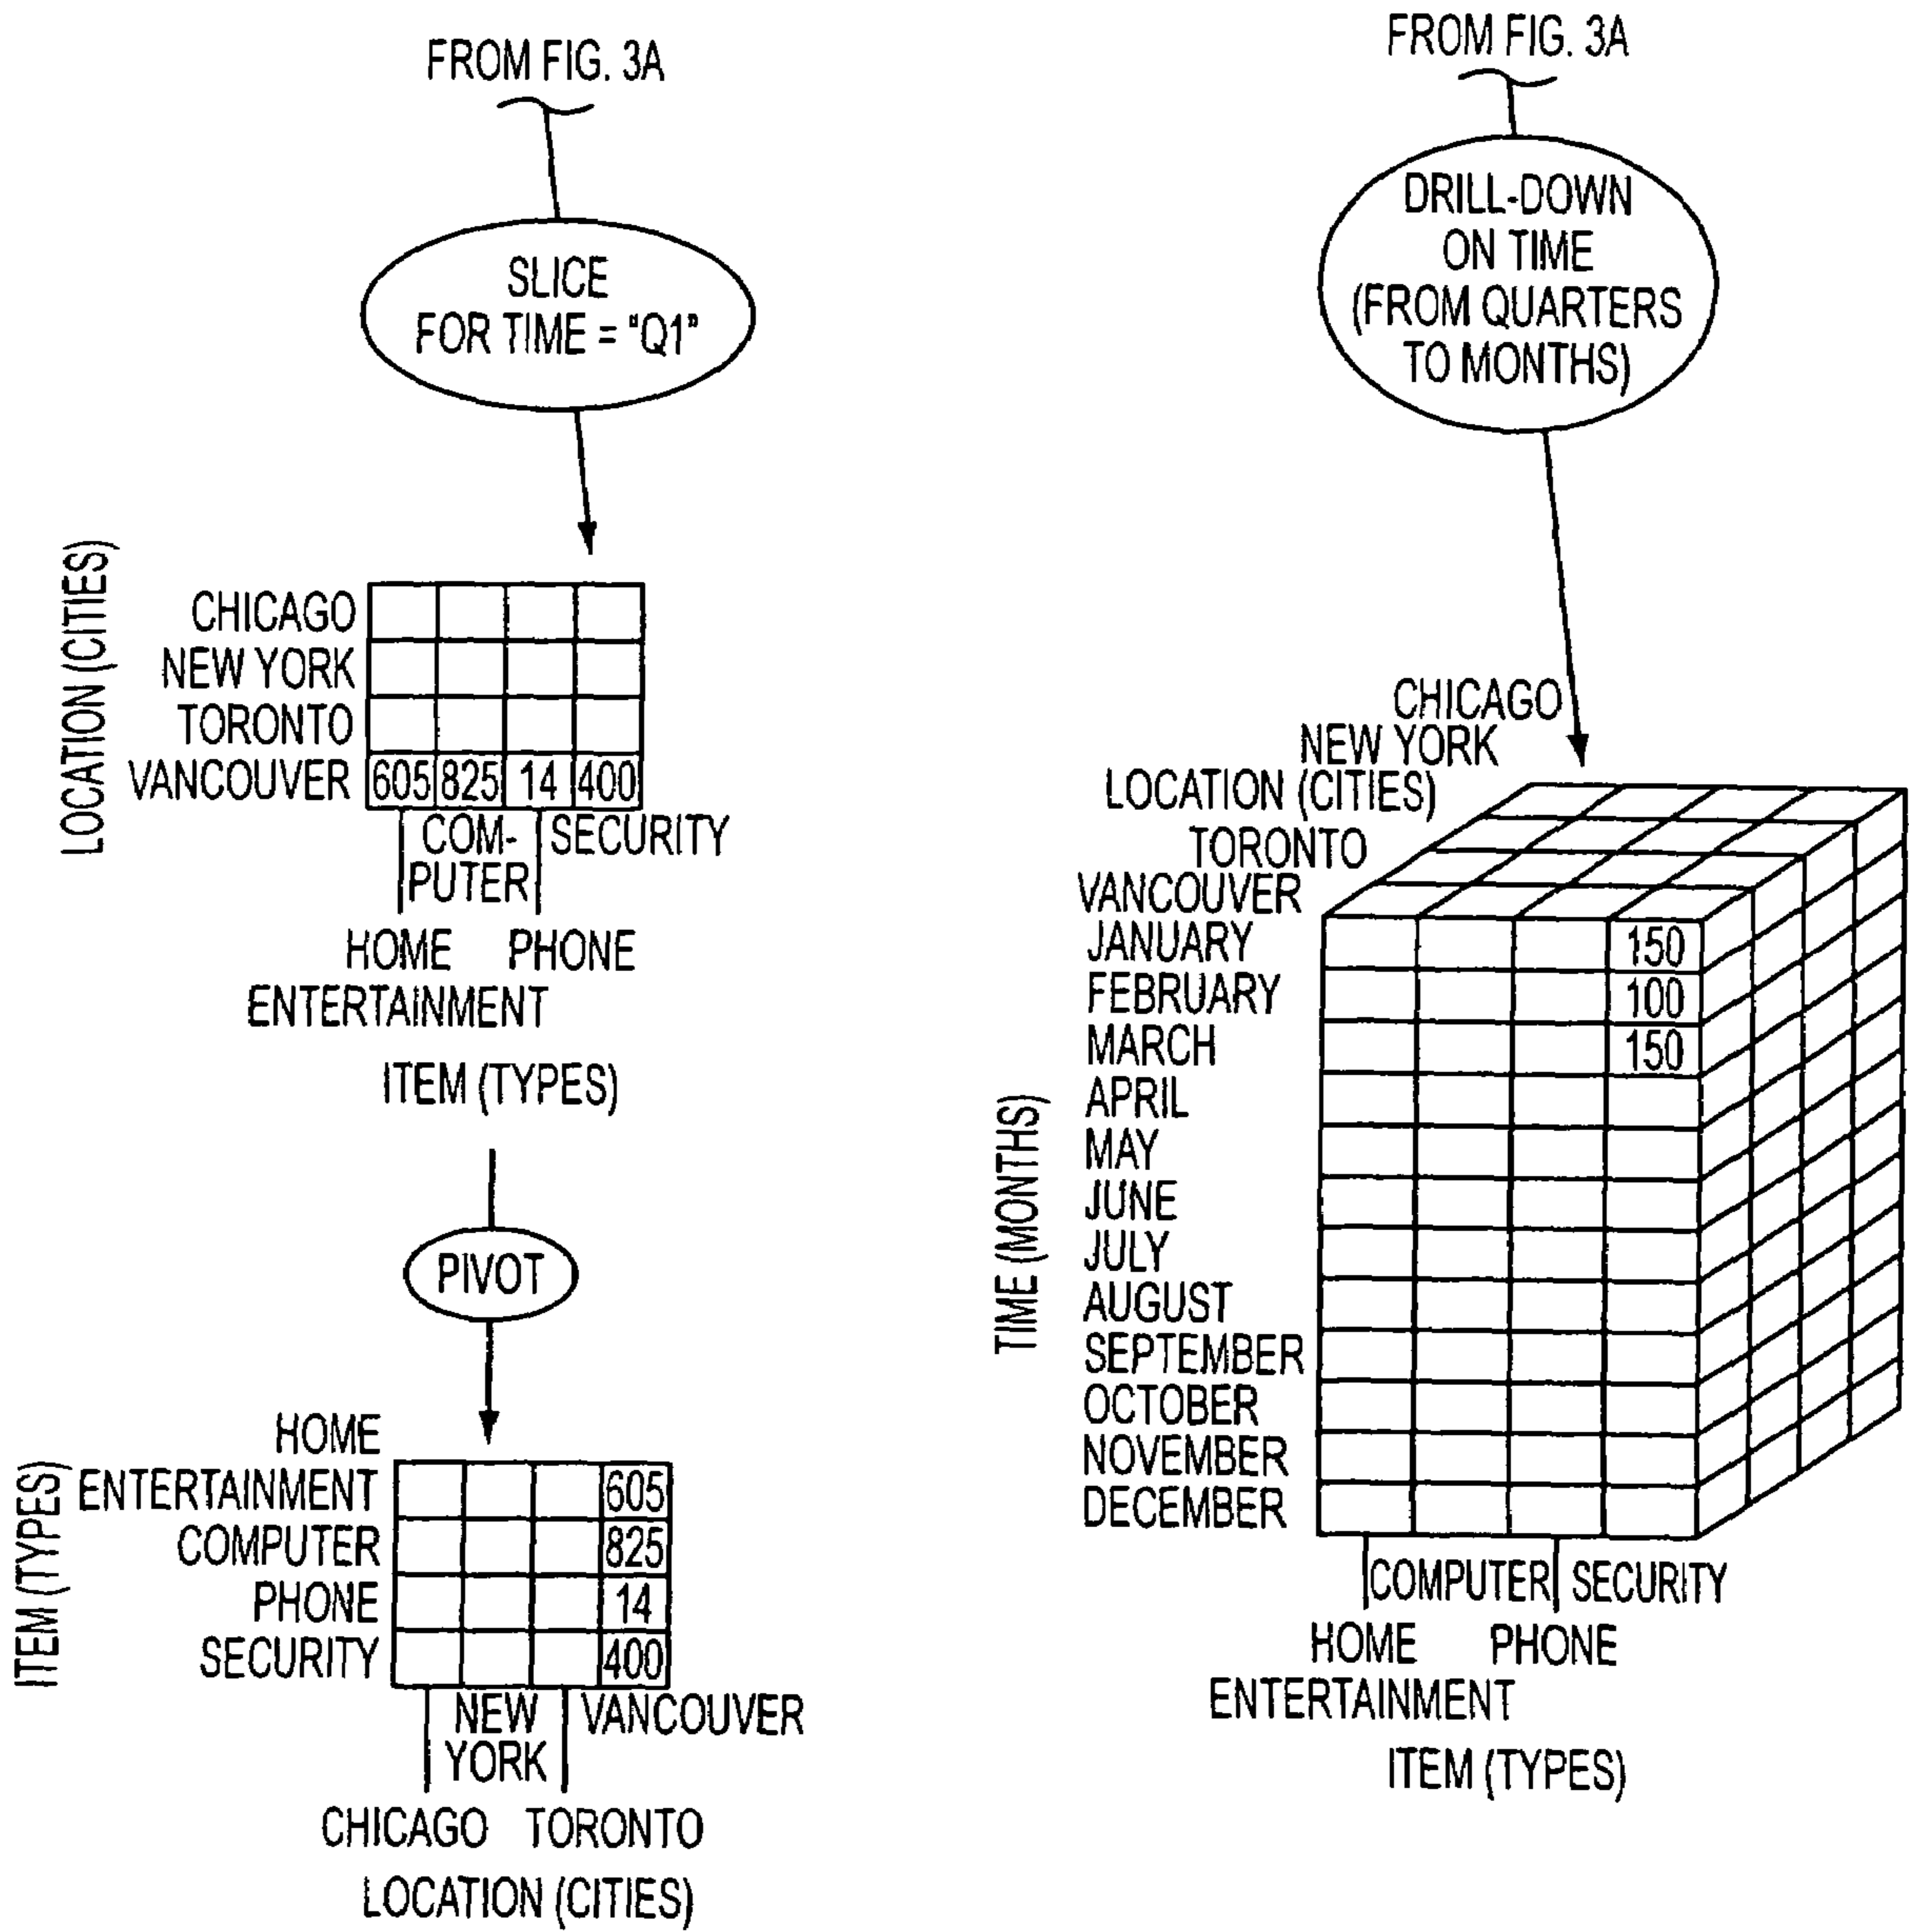 FROM FIG. 3A
SLICE
FOR TIME = "Q1"
LOCATION (CITIES)
CHICAGO
NEW YORK
TORONTO
VANCOUVER 605 825 14 400
COM-
PUTER
SECURITY
HOME PHONE
ENTERTAINMENT
ITEM (TYPES)
PIVOT
ITEM (TYPES)
HOME
ENTERTAINMENT 605
COMPUTER 825
PHONE 14
SECURITY 400
NEW
YORK
VANCOUVER
CHICAGO TORONTO
LOCATION (CITIES)
FROM FIG. 3A
DRILL-DOWN
ON TIME
(FROM QUARTERS
TO MONTHS)
CHICAGO
NEW YORK
LOCATION (CITIES)
TORONTO
VANCOUVER
TIME (MONTHS)
JANUARY 150
FEBRUARY 100
MARCH 150
APRIL
MAY
JUNE
JULY
AUGUST
SEPTEMBER
OCTOBER
NOVEMBER
DECEMBER
COMPUTER SECURITY
HOME PHONE
ENTERTAINMENT
ITEM (TYPES)